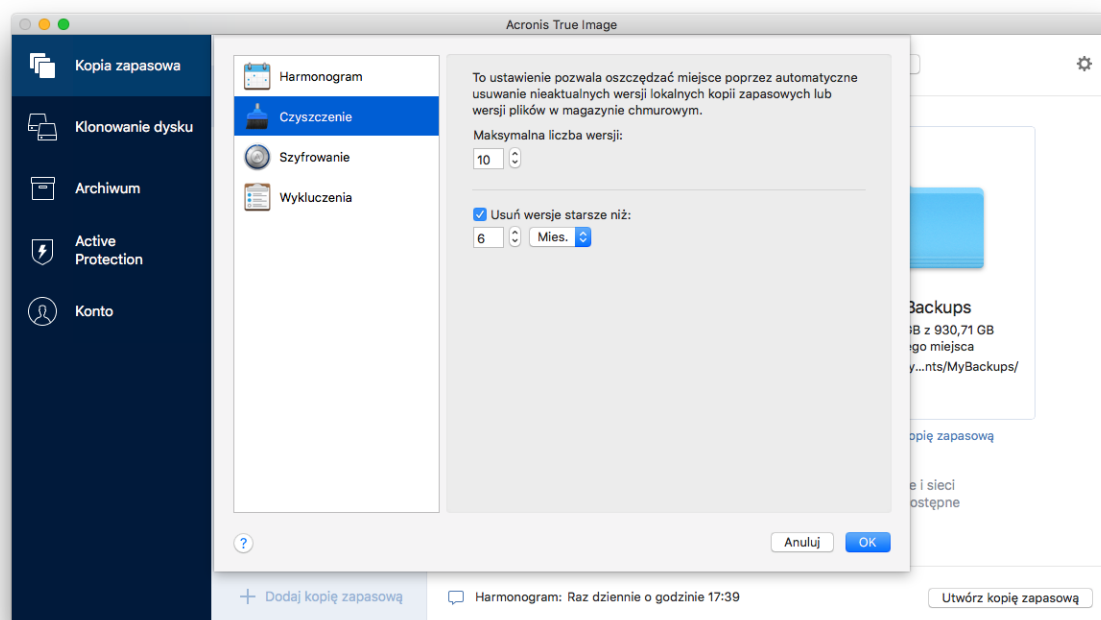 Acronis True Image
Kopia zapasowa
Klonowanie dysku
Archiwum
Active
Protection
Konto
Harmonogram
Czyszczenie
Szyfrowanie
Wykluczenia
To ustawienie pozwala oszczędzać miejsce poprzez automatyczne
usuwanie nieaktualnych wersji lokalnych kopii zapasowych lub
wersji plików w magazynie chmurowym.
Maksymalna liczba wersji:
10
Usuń wersje starsze niż:
6 Mies.
?
Anuluj OK
Backups
GB z 930,71 GB
ego miejsca
y...nts/MyBackups/
opię zapasową
e i sieci
ostępne
Dodaj kopię zapasową
Harmonogram: Raz dziennie o godzinie 17:39
Utwórz kopię zapasową